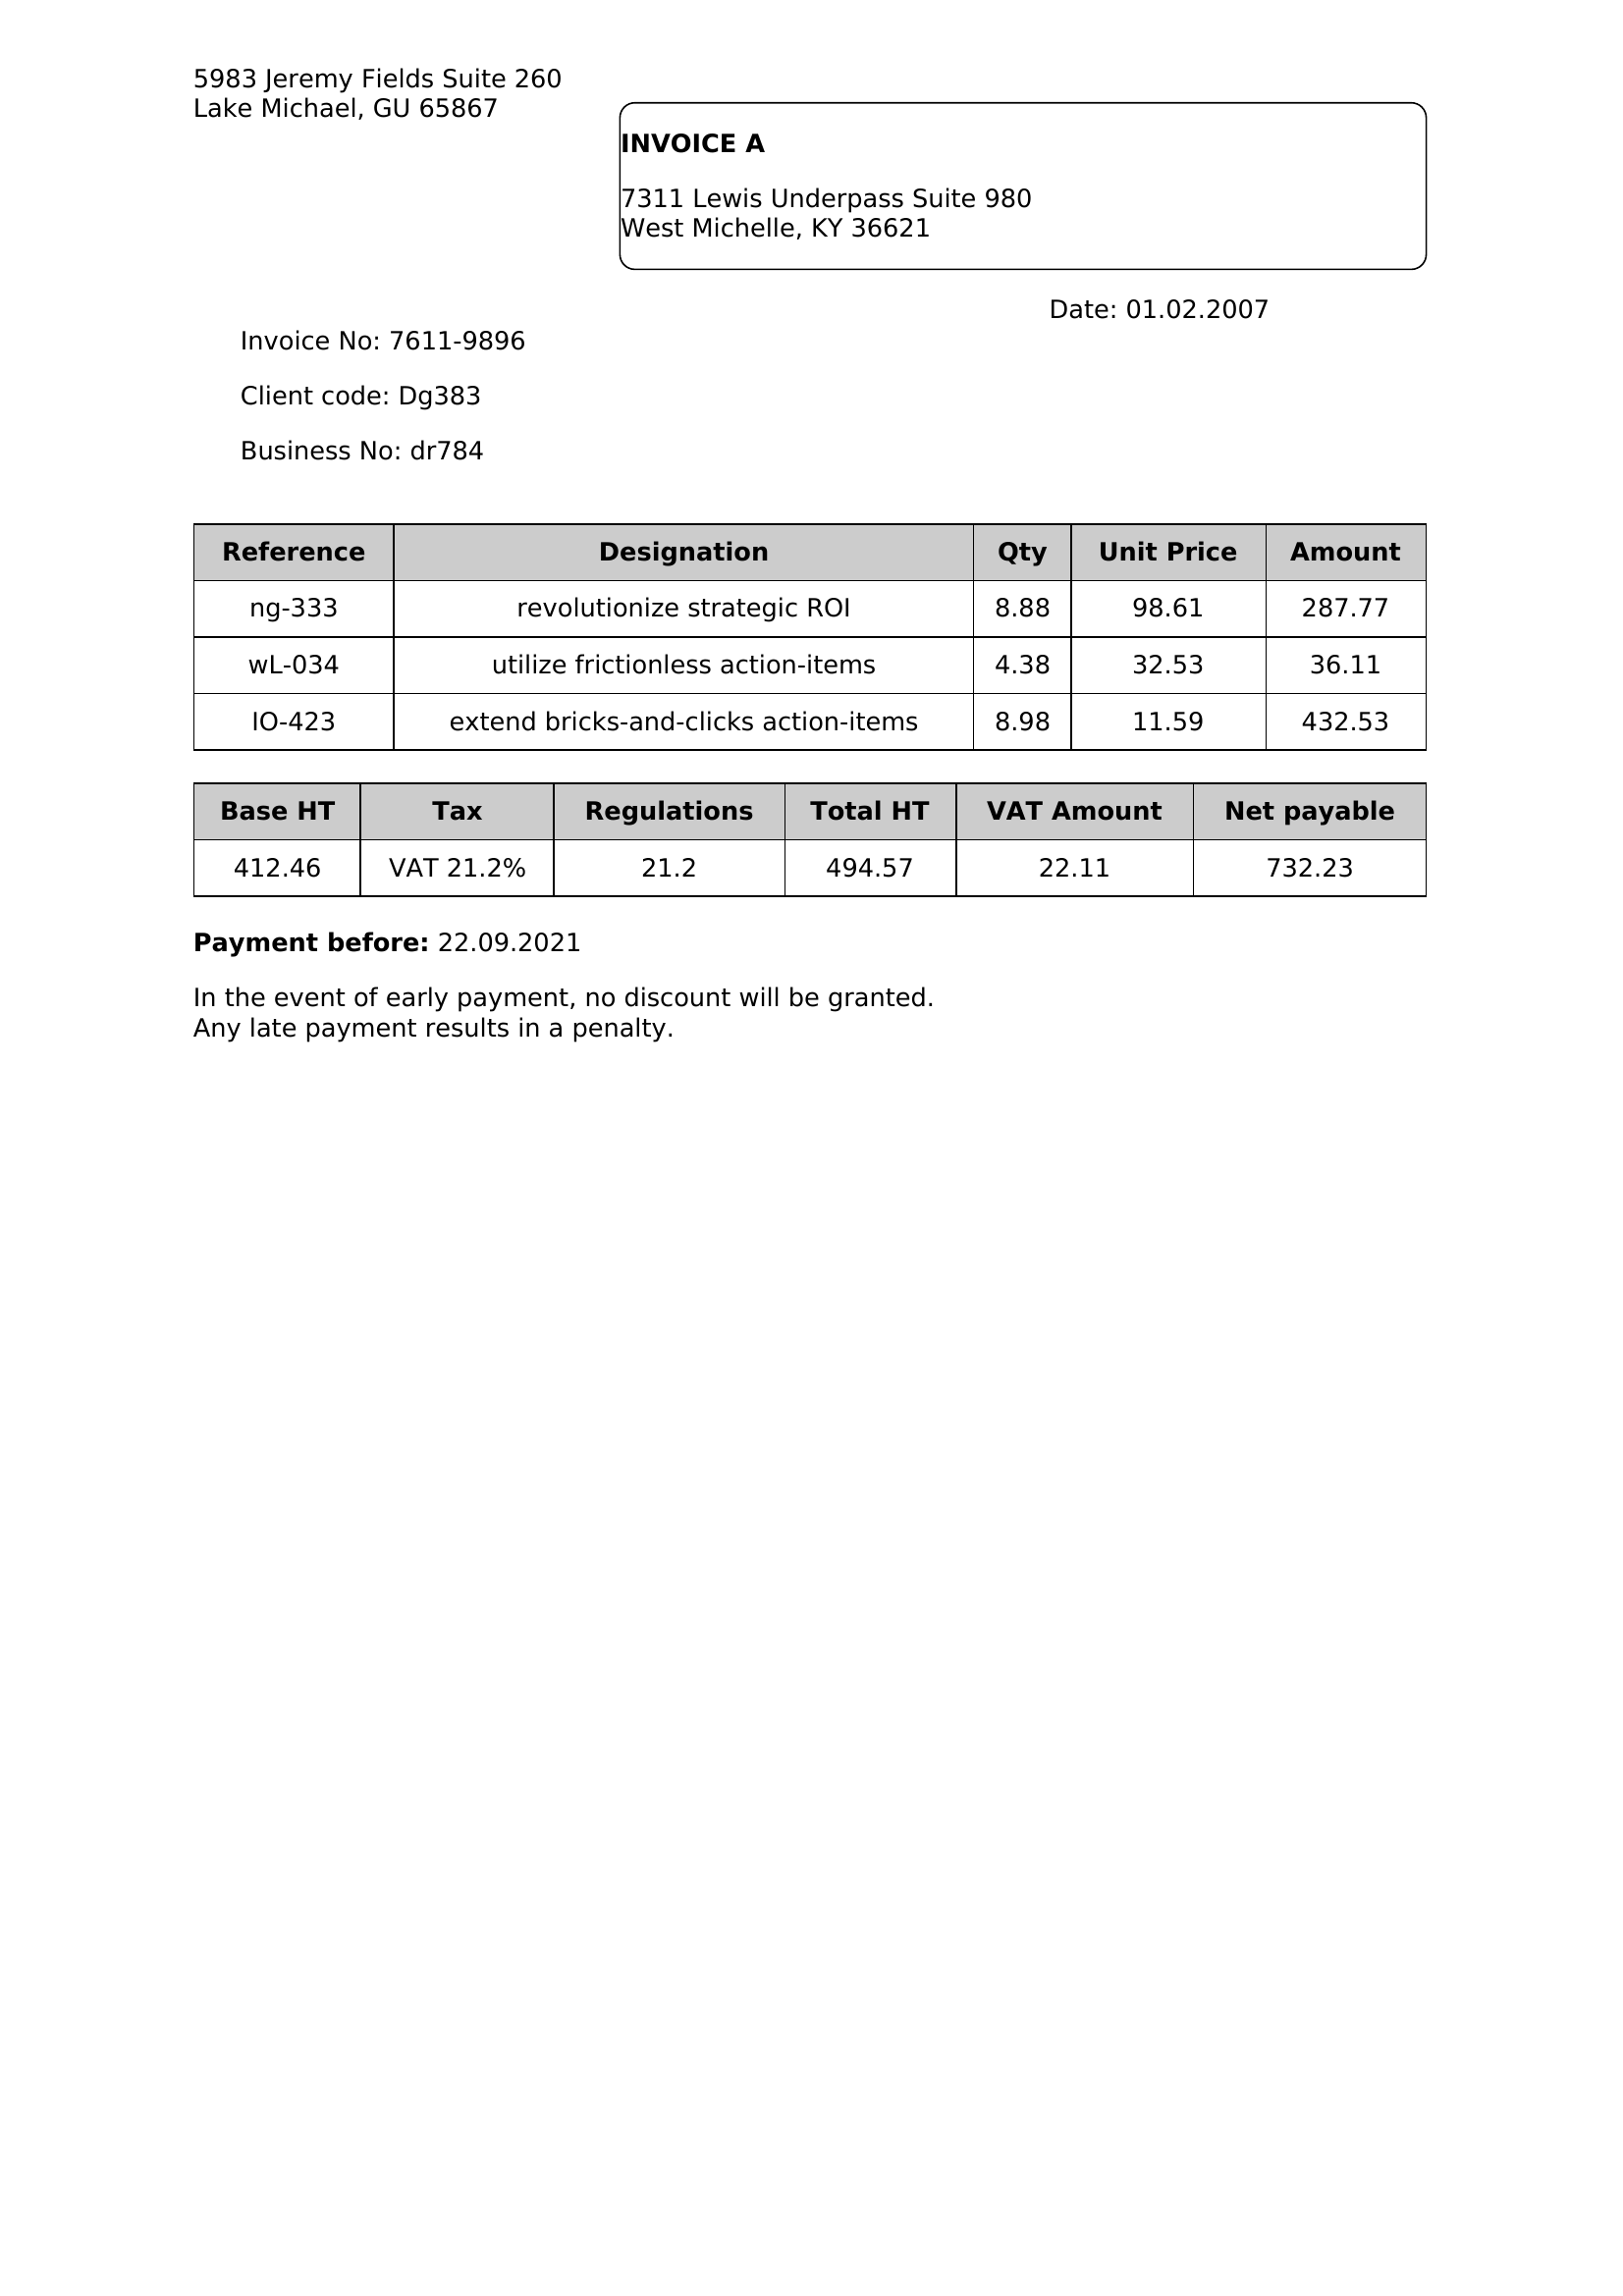 5983 Jeremy Fields Suite 260
Lake Michael, GU 65867
INVOICE A
7311 Lewis Underpass Suite 980
West Michelle, KY 36621
Date: 01.02.2007
Invoice No: 7611-9896
Client code: Dg383
Business No: dr784
Reference Designation Qty Unit Price Amount
ng-333 revolutionize strategic ROI 8.88 98.61 287.77
wL-034 utilize frictionless action-items 4.38 32.53 36.11
IO-423 extend bricks-and-clicks action-items 8.98 11.59 432.53
Base HT Tax Regulations Total HT VAT Amount Net payable
412.46 VAT 21.2% 21.2 494.57 22.11 732.23
Payment before: 22.09.2021
In the event of early payment, no discount will be granted.
Any late payment results in a penalty.